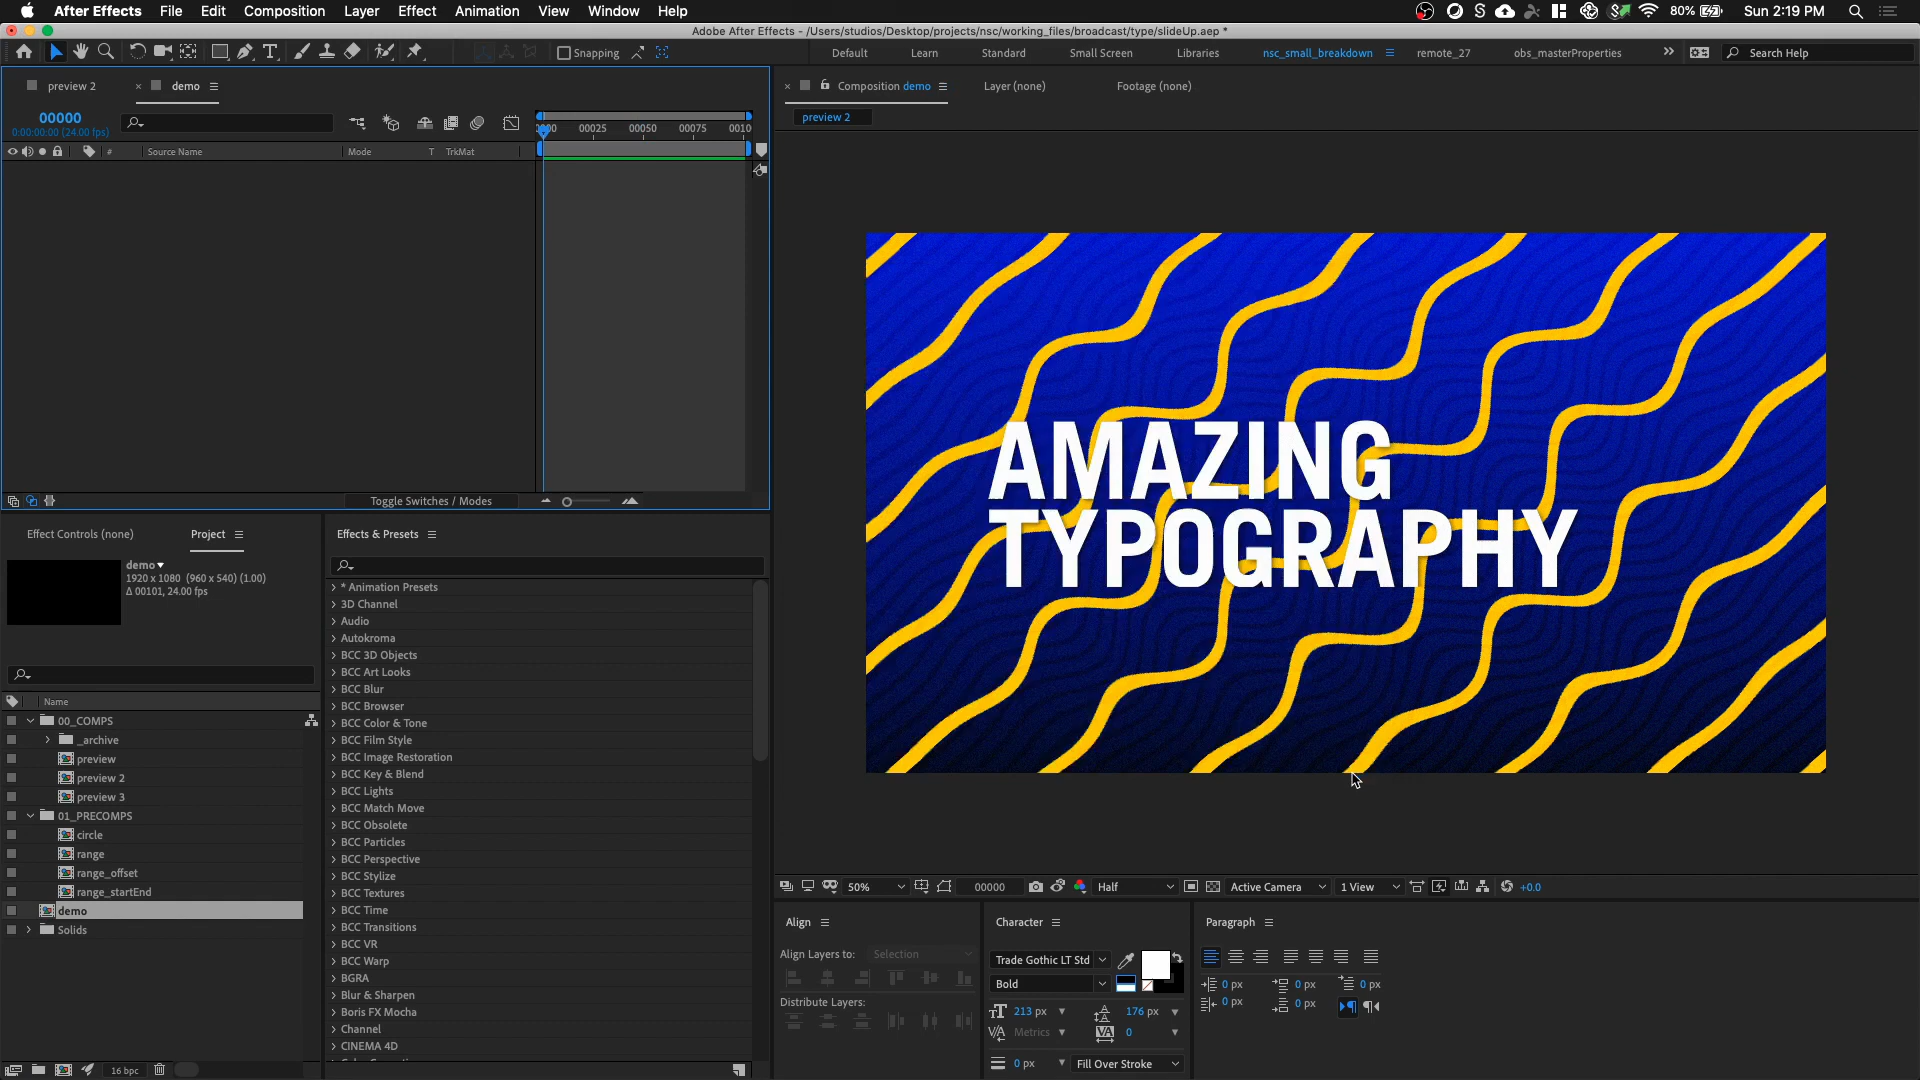 After Effects File Edit Composition Layer Effect Animation View Window Help 80% Sun 2:19 PM
Adobe After Effects - /Users/studios/Desktop/projects/nsc/working_files/broadcast/type/slideUp.aep *
Snapping Default Learn Standard Small Screen Libraries nsc_small_breakdown remote_27 obs_masterProperties Search Help
preview 2 demo
Composition demo Layer (none) Footage (none)
preview 2
00000
0:00:00:00 (24.00 fps)
00025 00050 00075 0010
# Source Name Mode T TrkMat
AMAZING
TYPOGRAPHY
Toggle Switches / Modes
Effect Controls (none) Project
demo
1920 x 1080 (960 x 540) (1.00)
Δ 00101, 24.00 fps
Name
00_COMPS
_archive
preview
preview 2
preview 3
01_PRECOMPS
circle
range
range_offset
range_startEnd
demo
Solids
16 bpc
Effects & Presets
* Animation Presets
3D Channel
Audio
Autokroma
BCC 3D Objects
BCC Art Looks
BCC Blur
BCC Browser
BCC Color & Tone
BCC Film Style
BCC Image Restoration
BCC Key & Blend
BCC Lights
BCC Match Move
BCC Obsolete
BCC Particles
BCC Perspective
BCC Stylize
BCC Textures
BCC Time
BCC Transitions
BCC VR
BCC Warp
BGRA
Blur & Sharpen
Boris FX Mocha
Channel
CINEMA 4D
50% 00000 Half Active Camera 1 View +0.0
Align
Align Layers to: Selection
Distribute Layers:
Character
Trade Gothic LT Std
Bold
213 px 176 px
Metrics 0
0 px Fill Over Stroke
Paragraph
0 px 0 px 0 px
0 px 0 px